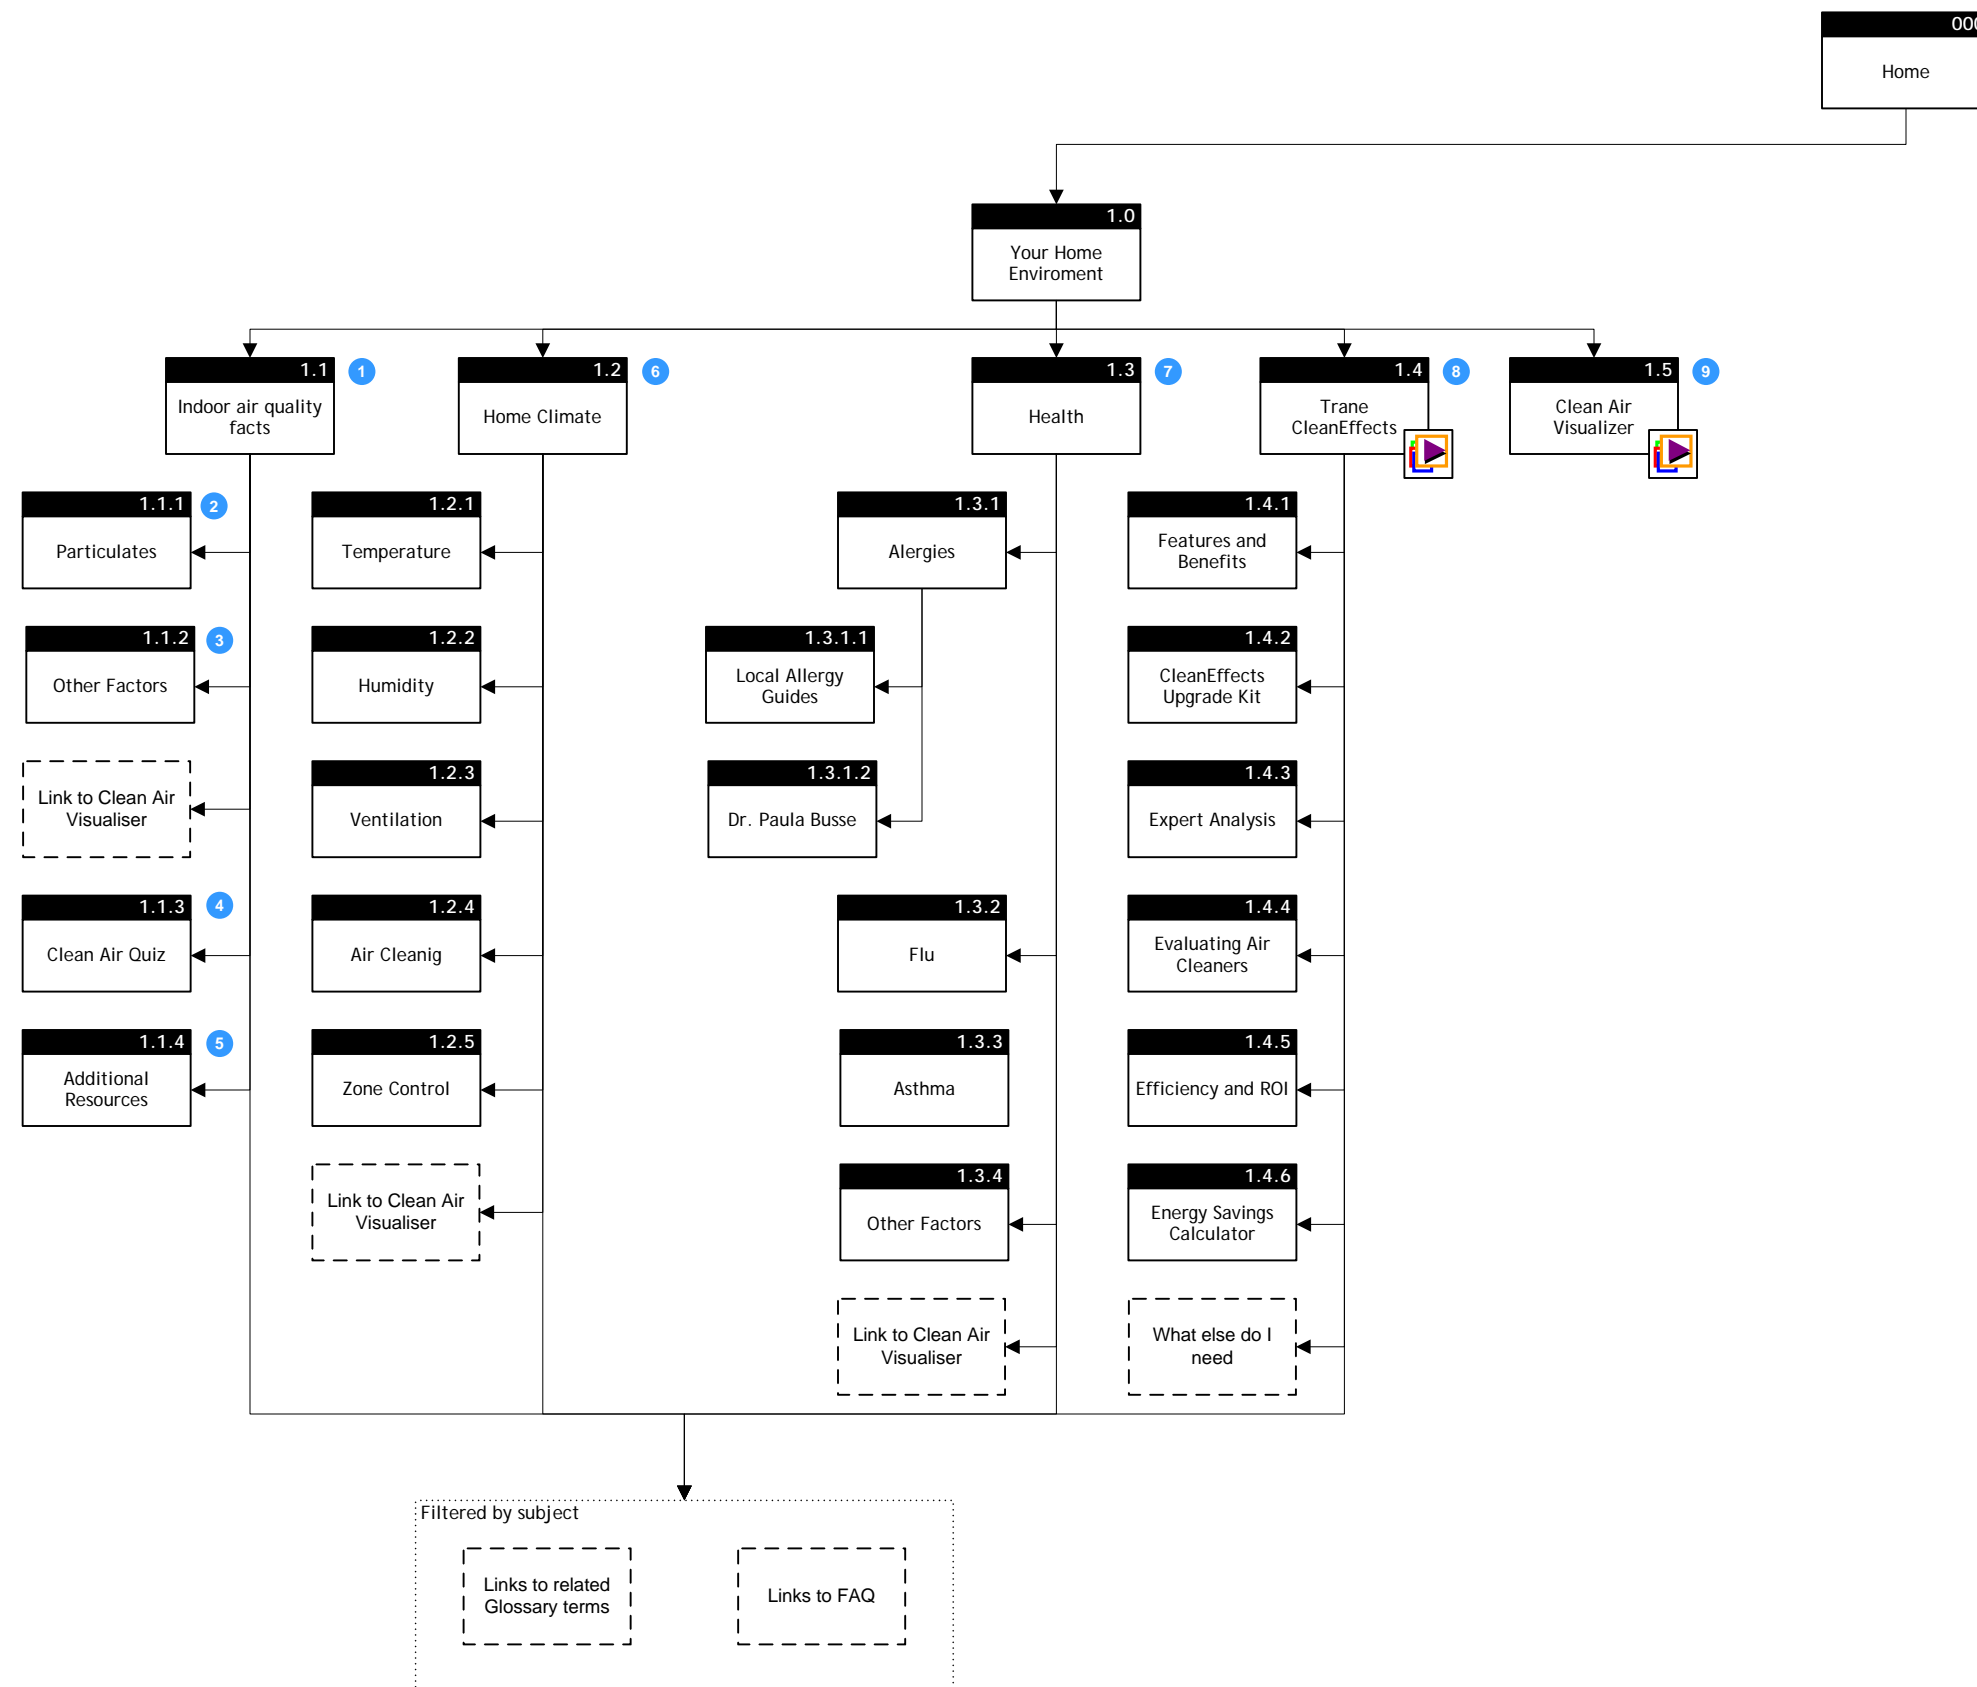 000
Home
1.0
Your Home
Enviroment
1.1
1
Indoor air quality
facts
1.2
6
Home Climate
1.3
7
Health
1.4
8
Trane
CleanEffects
1.5
9
Clean Air
Visualizer
1.1.1
2
Particulates
1.2.1
Temperature
1.3.1
Alergies
1.4.1
Features and
Benefits
1.1.2
3
Other Factors
1.2.2
Humidity
1.3.1.1
Local Allergy
Guides
1.4.2
CleanEffects
Upgrade Kit
Link to Clean Air
Visualiser
1.2.3
Ventilation
1.3.1.2
Dr. Paula Busse
1.4.3
Expert Analysis
1.1.3
4
Clean Air Quiz
1.2.4
Air Cleanig
1.3.2
Flu
1.4.4
Evaluating Air
Cleaners
1.1.4
5
Additional
Resources
1.2.5
Zone Control
1.3.3
Asthma
1.4.5
Efficiency and ROI
Link to Clean Air
Visualiser
1.3.4
Other Factors
1.4.6
Energy Savings
Calculator
Link to Clean Air
Visualiser
What else do I
need
Filtered by subject
Links to related
Glossary terms
Links to FAQ